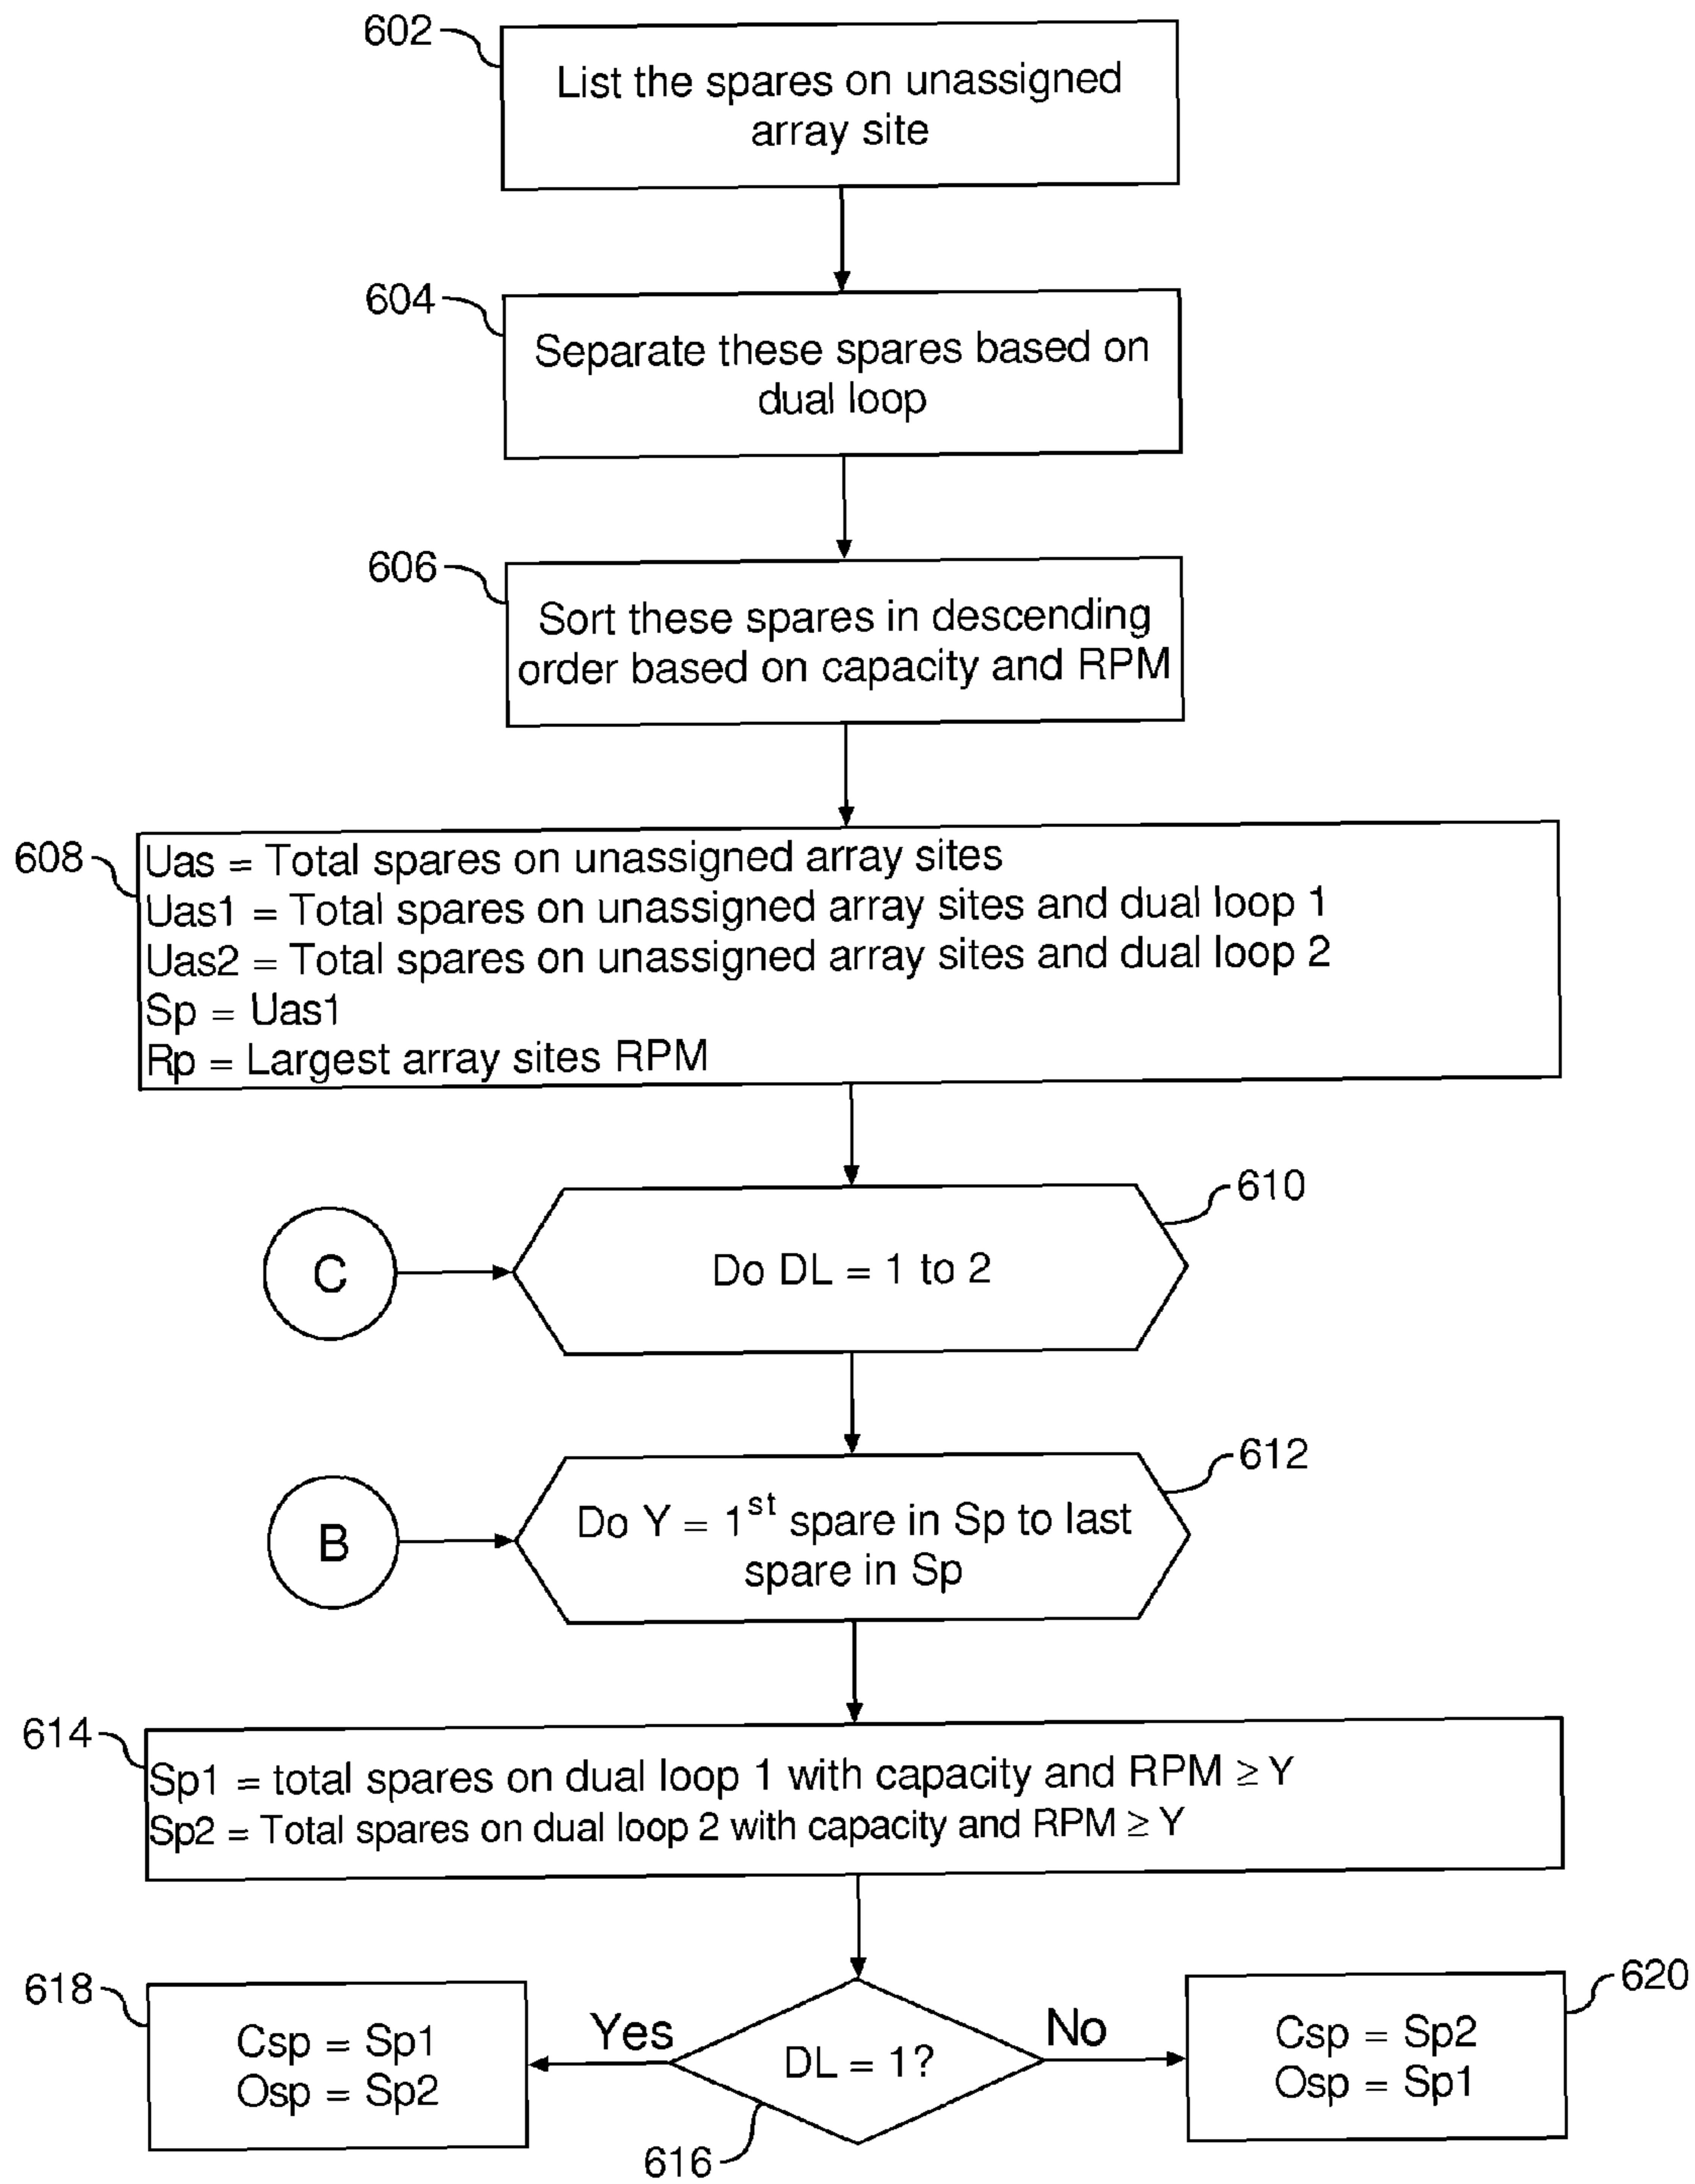 602
List the spares on unassigned
array site
604
Separate these spares based on
dual loop
606
Sort these spares in descending
order based on capacity and RPM
608
Uas = Total spares on unassigned array sites
Uas1 = Total spares on unassigned array sites and dual loop 1
Uas2 = Total spares on unassigned array sites and dual loop 2
Sp = Uas1
Rp = Largest array sites RPM
610
C
Do DL = 1 to 2
612
B
Do Y = 1st spare in Sp to last
spare in Sp
614
Sp1 = total spares on dual loop 1 with capacity and RPM ≥ Y
Sp2 = Total spares on dual loop 2 with capacity and RPM ≥ Y
618
Csp = Sp1
Osp = Sp2
Yes
DL = 1?
No
616
620
Csp = Sp2
Osp = Sp1